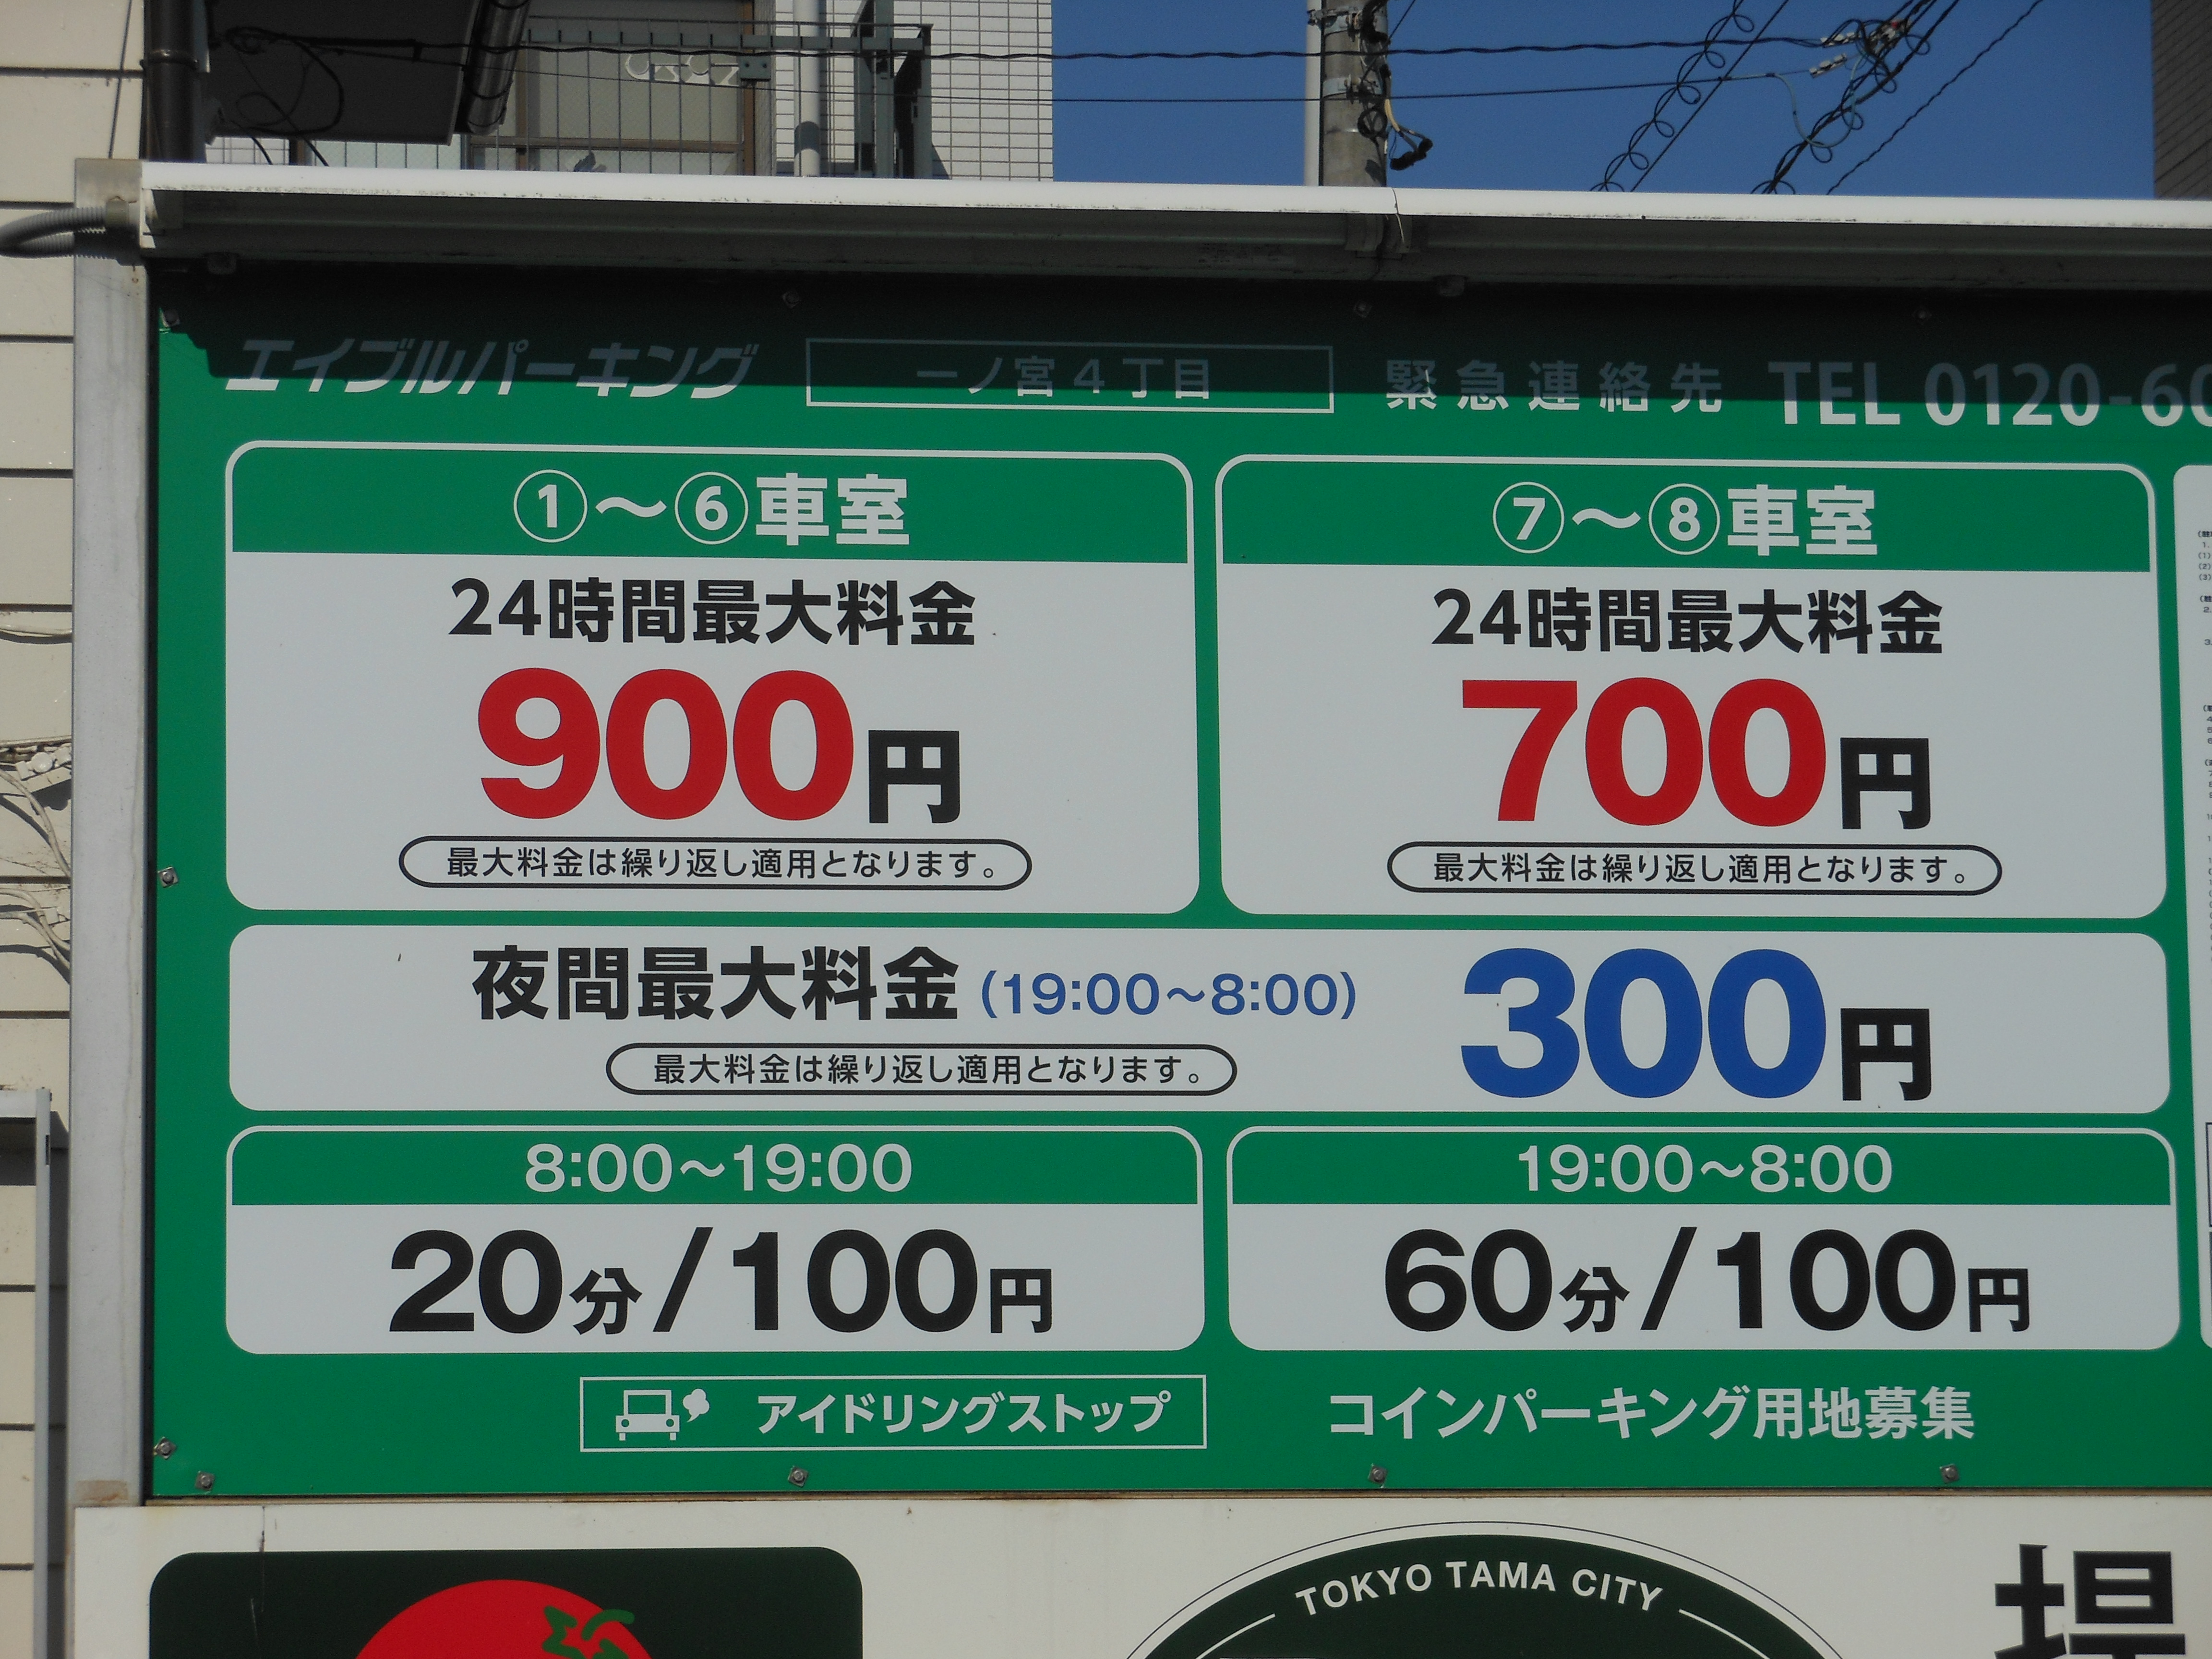 エイブルパーキング 一ノ宮4丁目 緊急連絡先 TEL 0120-60
①～⑥車室
24時間最大料金
900円
最大料金は繰り返し適用となります。
⑦～⑧車室
24時間最大料金
700円
最大料金は繰り返し適用となります。
夜間最大料金 (19:00～8:00) 300円
最大料金は繰り返し適用となります。
8:00～19:00
20分/100円
19:00～8:00
60分/100円
アイドリングストップ
コインパーキング用地募集
TOKYO TAMA CITY